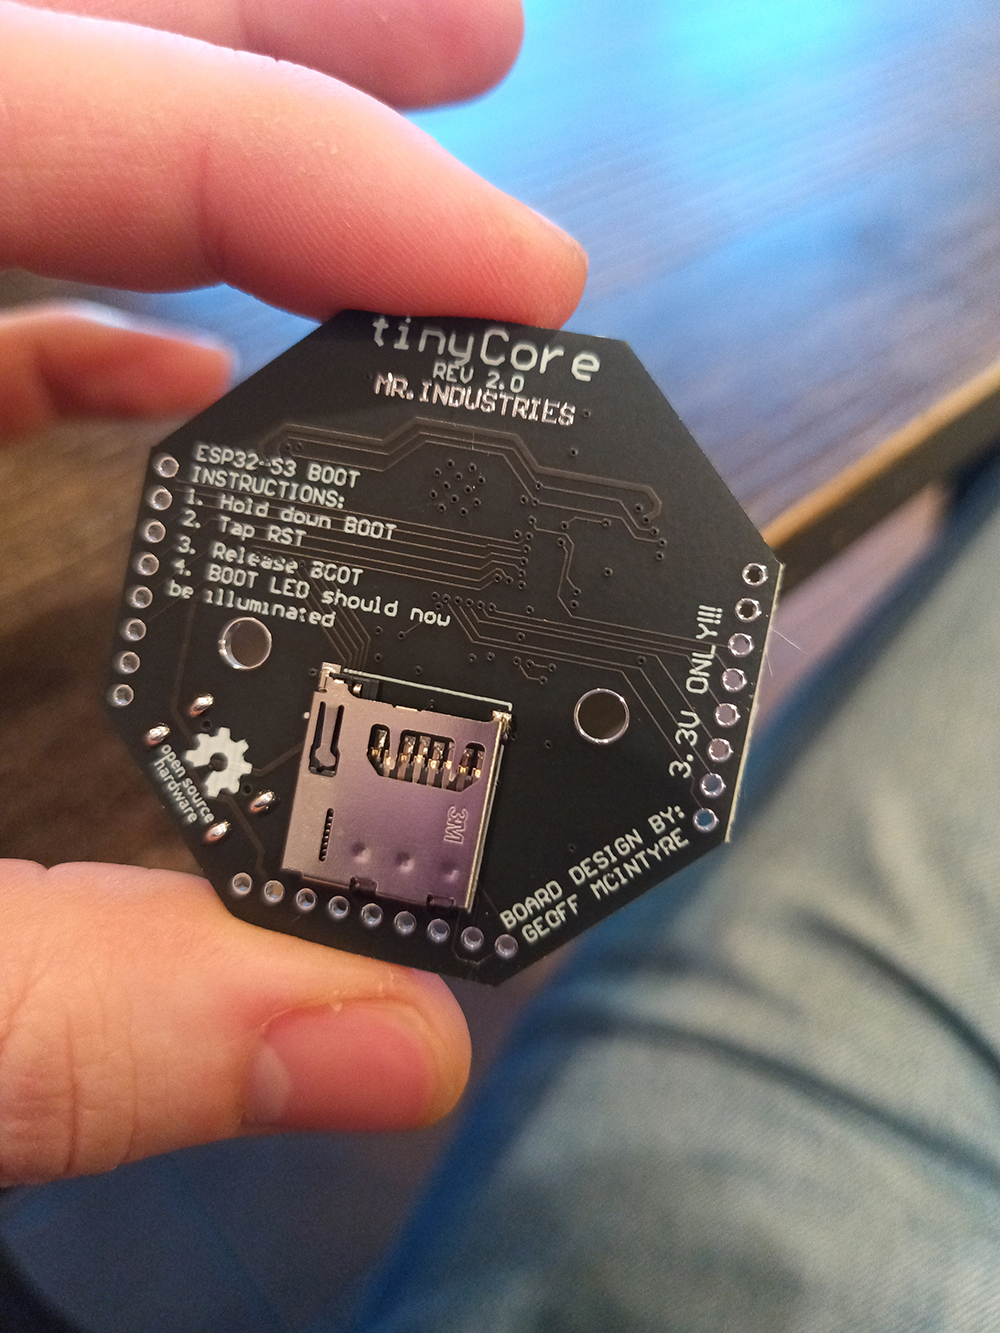 tinyCore
REV 2.0
MR.INDUSTRIES
ESP32-S3 BOOT
INSTRUCTIONS:
1. Hold down BOOT
2. Tap RST
3. Release BOOT
4. BOOT LED should now
be illuminated
3.3V ONLY!!!
open source
hardware
3M
BOARD DESIGN BY:
GEOFF MCINTYRE